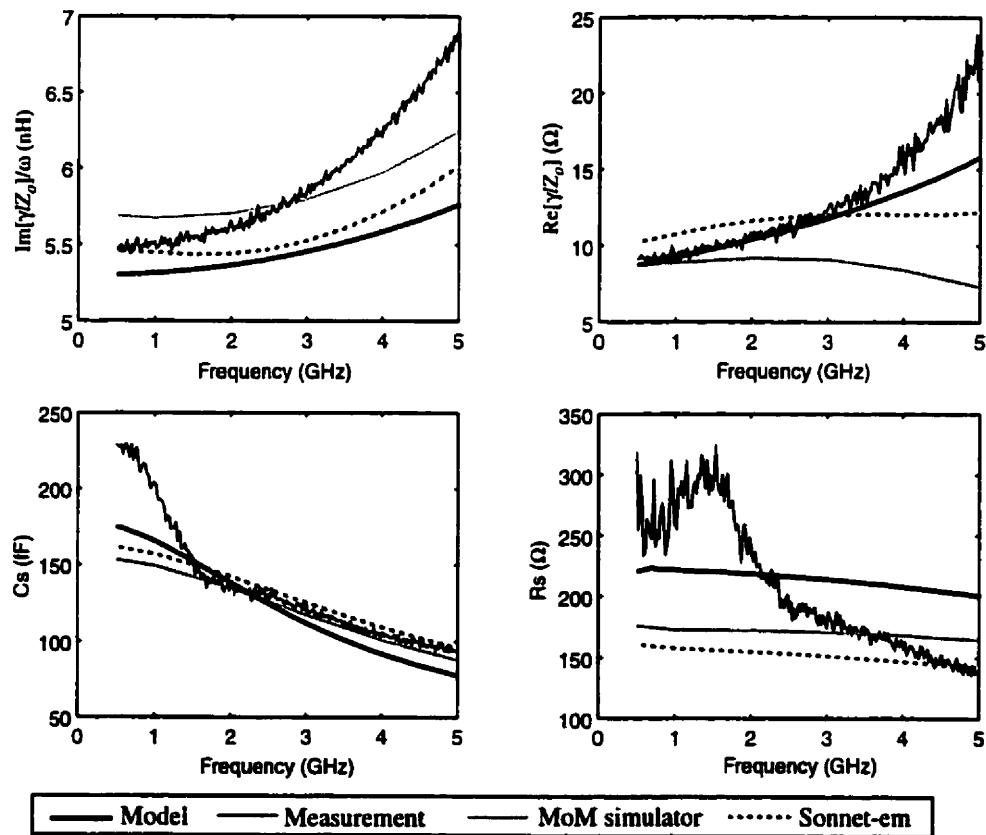 7
6.5
6
5.5
5
Im[γlZₒ]/ω (nH)
0 1 2 3 4 5
Frequency (GHz)
25
20
15
10
5
Re[γlZₒ] (Ω)
0 1 2 3 4 5
Frequency (GHz)
250
200
150
100
50
Cs (fF)
0 1 2 3 4 5
Frequency (GHz)
350
300
250
200
150
100
Rs (Ω)
0 1 2 3 4 5
Frequency (GHz)
Model Measurement MoM simulator Sonnet-em